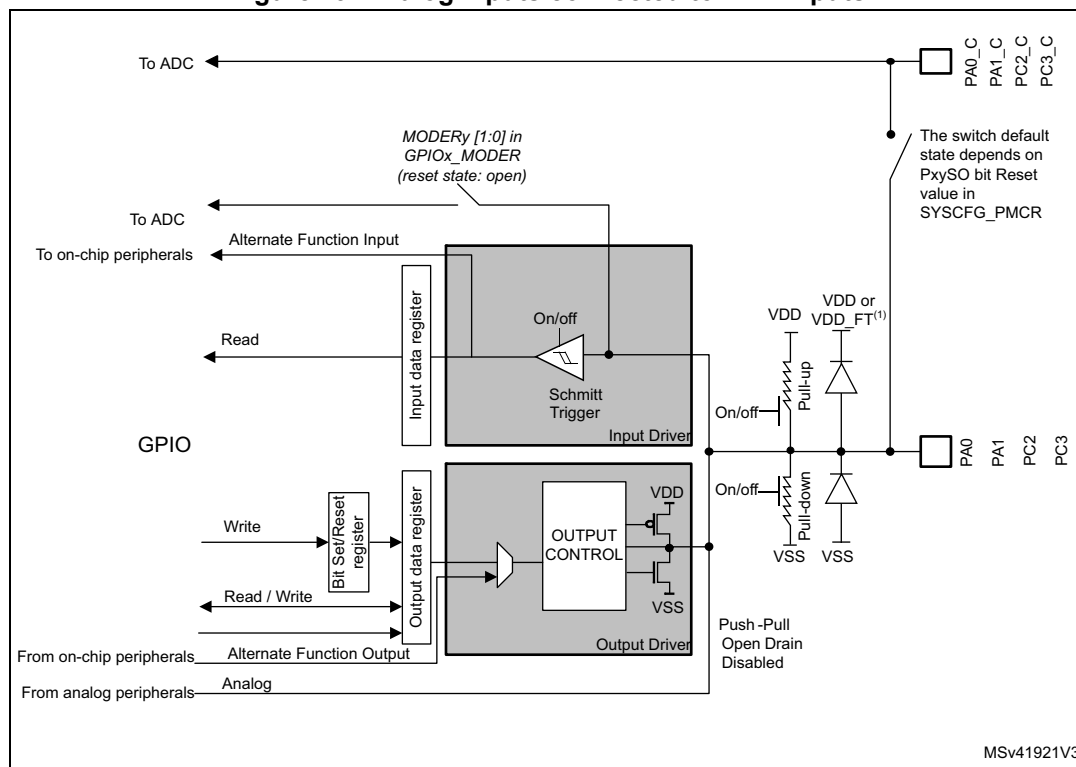 To ADC
PA0_C
PA1_C
PC2_C
PC3_C
MODERy [1:0] in
GPIOx_MODER
(reset state: open)
The switch default
state depends on
PxySO bit Reset
value in
SYSCFG_PMCR
To ADC
Alternate Function Input
To on-chip peripherals
Input data register
On/off
Read
Schmitt
Trigger
Input Driver
VDD
VDD or
VDD_FT(1)
Pull-up
On/off
GPIO
PA0
PA1
PC2
PC3
On/off
Pull-down
VSS
VSS
Write
Bit Set/Reset
register
Output data register
OUTPUT
CONTROL
VDD
VSS
Read / Write
Output Driver
Push-Pull
Open Drain
Disabled
From on-chip peripherals
Alternate Function Output
From analog peripherals
Analog
MSv41921V3